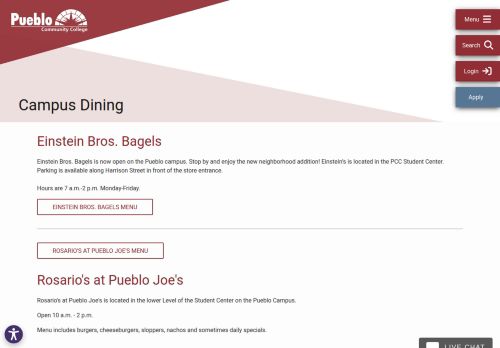 Pueblo
Community College
Menu
Search
Login
Apply
Campus Dining
Einstein Bros. Bagels
Einstein Bros. Bagels is now open on the Pueblo campus. Stop by and enjoy the new neighborhood addition! Einstein's is located in the PCC Student Center.
Parking is available along Harrison Street in front of the store entrance.
Hours are 7 a.m.-2 p.m. Monday-Friday.
EINSTEIN BROS. BAGELS MENU
ROSARIO'S AT PUEBLO JOE'S MENU
Rosario's at Pueblo Joe's
Rosario's at Pueblo Joe's is located in the lower Level of the Student Center on the Pueblo Campus.
Open 10 a.m. - 2 p.m.
Menu includes burgers, cheeseburgers, sloppers, nachos and sometimes daily specials.
LIVE CHAT